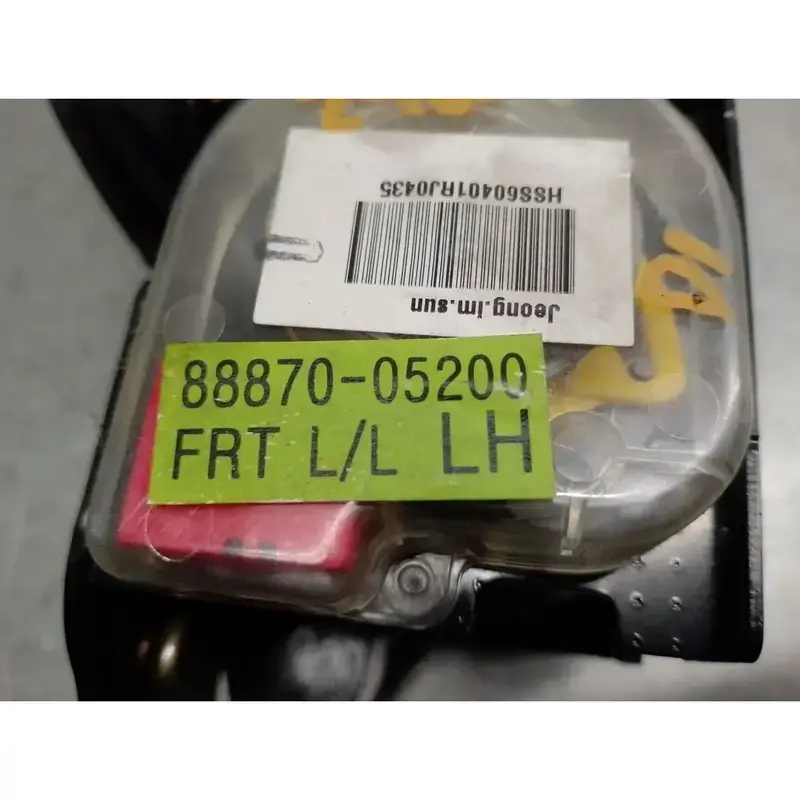 HSS60401RJ0435
Jeong.im.sun
88870-05200
FRT L/L LH